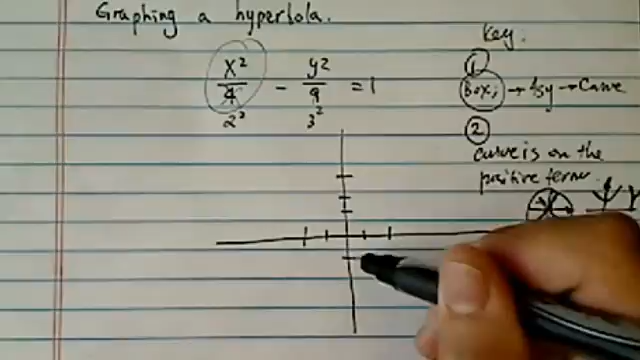 Graphing a hyperbola.
x²/4 - y²/9 = 1
2² 3²
Key:
①
Box, → Asy → Curve
②
curve is on the
positive term.